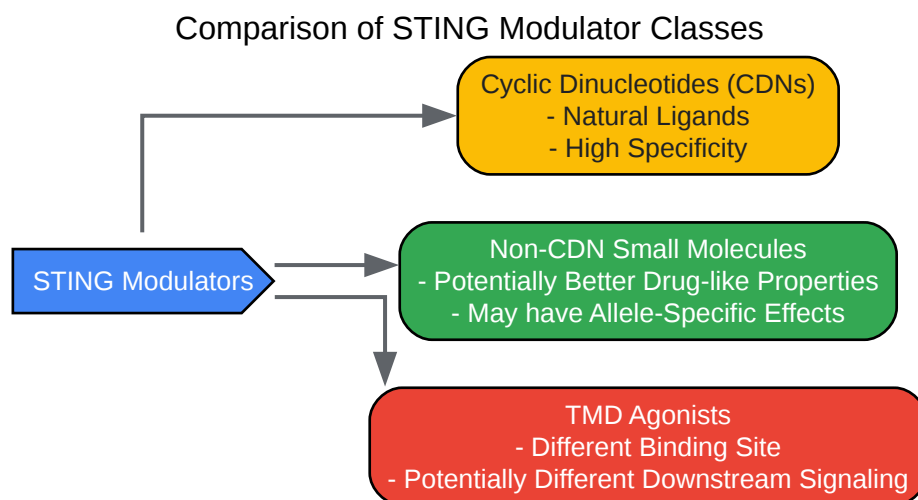 Comparison of STING Modulator Classes
Cyclic Dinucleotides (CDNs)
- Natural Ligands
- High Specificity
STING Modulators
Non-CDN Small Molecules
- Potentially Better Drug-like Properties
- May have Allele-Specific Effects
TMD Agonists
- Different Binding Site
- Potentially Different Downstream Signaling